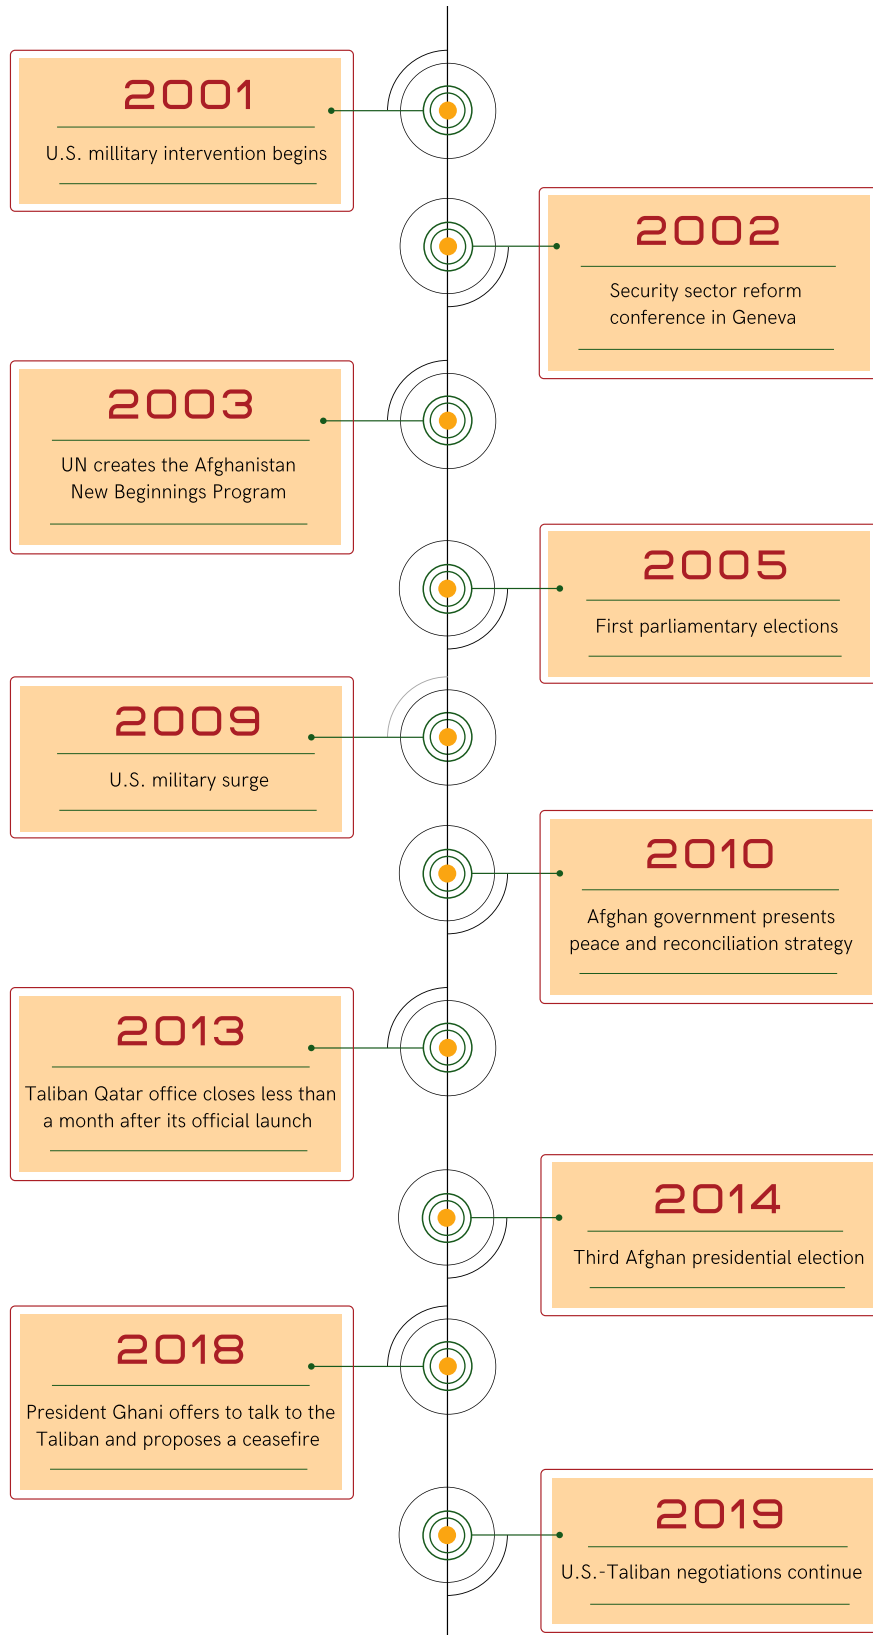 2001
U.S. millitary intervention begins
2002
Security sector reform
conference in Geneva
2003
UN creates the Afghanistan
New Beginnings Program
2005
First parliamentary elections
2009
U.S. military surge
2010
Afghan government presents
peace and reconciliation strategy
2013
Taliban Qatar office closes less than
a month after its official launch
2014
Third Afghan presidential election
2018
President Ghani offers to talk to the
Taliban and proposes a ceasefire
2019
U.S.-Taliban negotiations continue